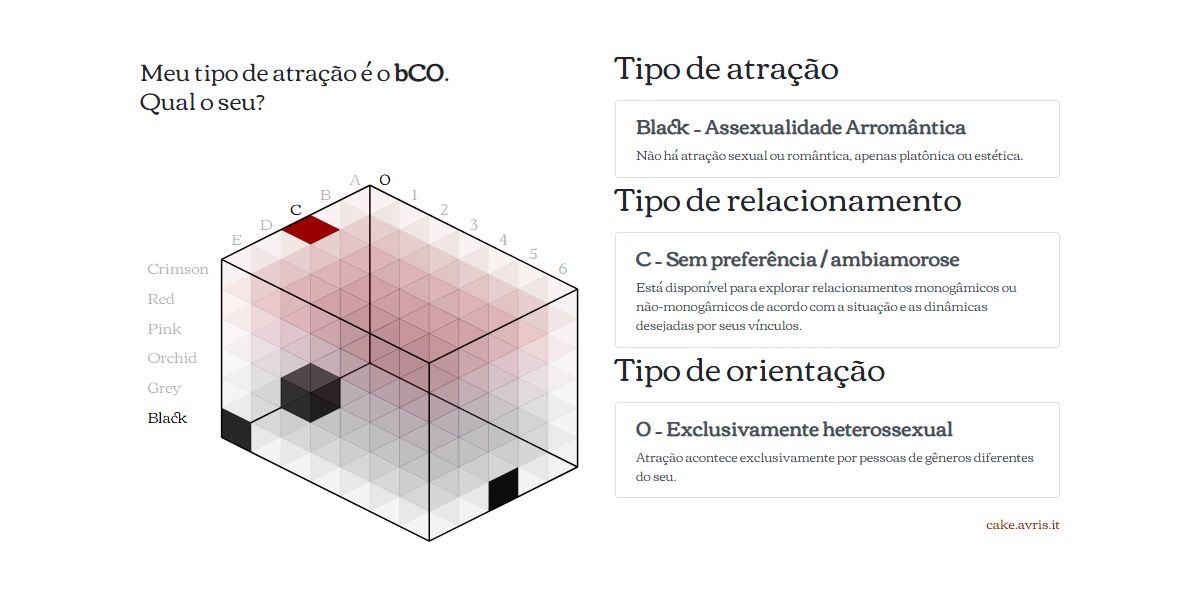 Meu tipo de atração é o bCO.
Qual o seu?
A
O
B
1
C
2
D
3
E
4
5
6
Crimson
Red
Pink
Orchid
Grey
Black
Tipo de atração
Black - Assexualidade Arromântica
Não há atração sexual ou romântica, apenas platônica ou estética.
Tipo de relacionamento
C - Sem preferência / ambiamorose
Está disponível para explorar relacionamentos monogâmicos ou
não-monogâmicos de acordo com a situação e as dinâmicas
desejadas por seus vínculos.
Tipo de orientação
O - Exclusivamente heterossexual
Atração acontece exclusivamente por pessoas de gêneros diferentes
do seu.
cake.avris.it